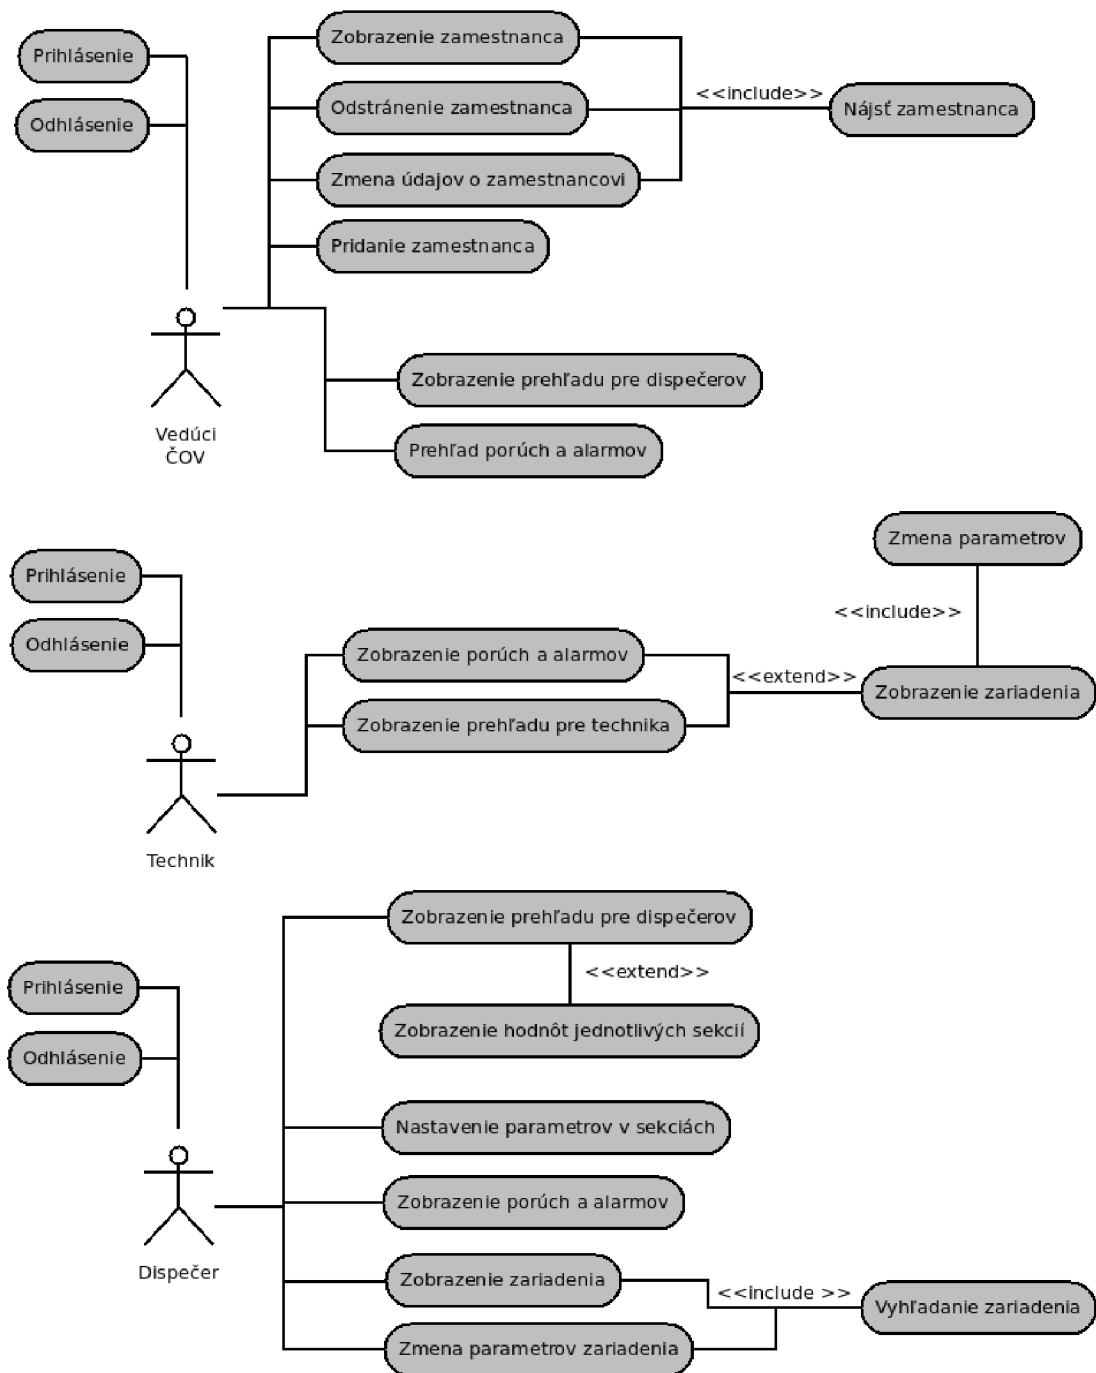 Prihlásenie
Odhlásenie
Zobrazenie zamestnanca
Odstránenie zamestnanca
Zmena údajov o zamestnancovi
Pridanie zamestnanca
<<include>>
Nájsť zamestnanca
Zobrazenie prehľadu pre dispečerov
Prehľad porúch a alarmov
Vedúci
ČOV
Prihlásenie
Odhlásenie
Zobrazenie porúch a alarmov
Zobrazenie prehľadu pre technika
<<extend>>
Zmena parametrov
<<include>>
Zobrazenie zariadenia
Technik
Prihlásenie
Odhlásenie
Zobrazenie prehľadu pre dispečerov
<<extend>>
Zobrazenie hodnôt jednotlivých sekcií
Nastavenie parametrov v sekciách
Zobrazenie porúch a alarmov
Zobrazenie zariadenia
Zmena parametrov zariadenia
<<include >>
Vyhľadanie zariadenia
Dispečer